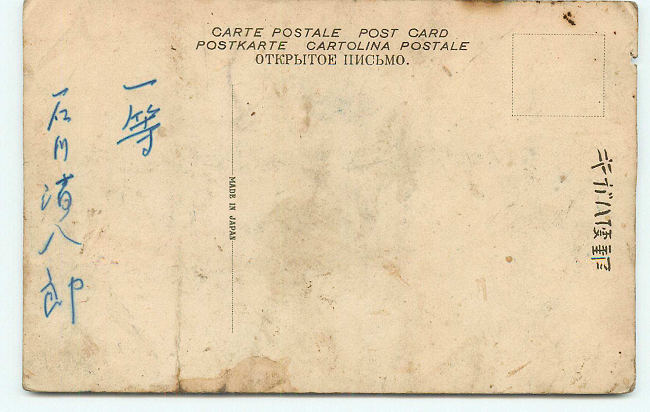 CARTE POSTALE POST CARD
POSTKARTE CARTOLINA POSTALE
ОТКРЫТОЕ ПИСЬМО.
MADE IN JAPAN
一等
石川清八郎